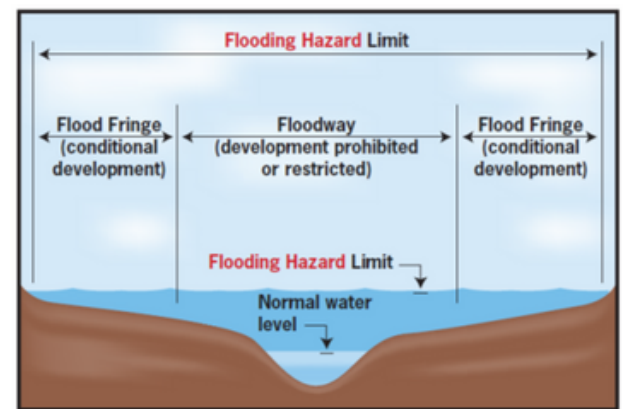 Flooding Hazard Limit
Flood Fringe
(conditional
development)
Floodway
(development prohibited
or restricted)
Flood Fringe
(conditional
development)
Flooding Hazard Limit
Normal water
level